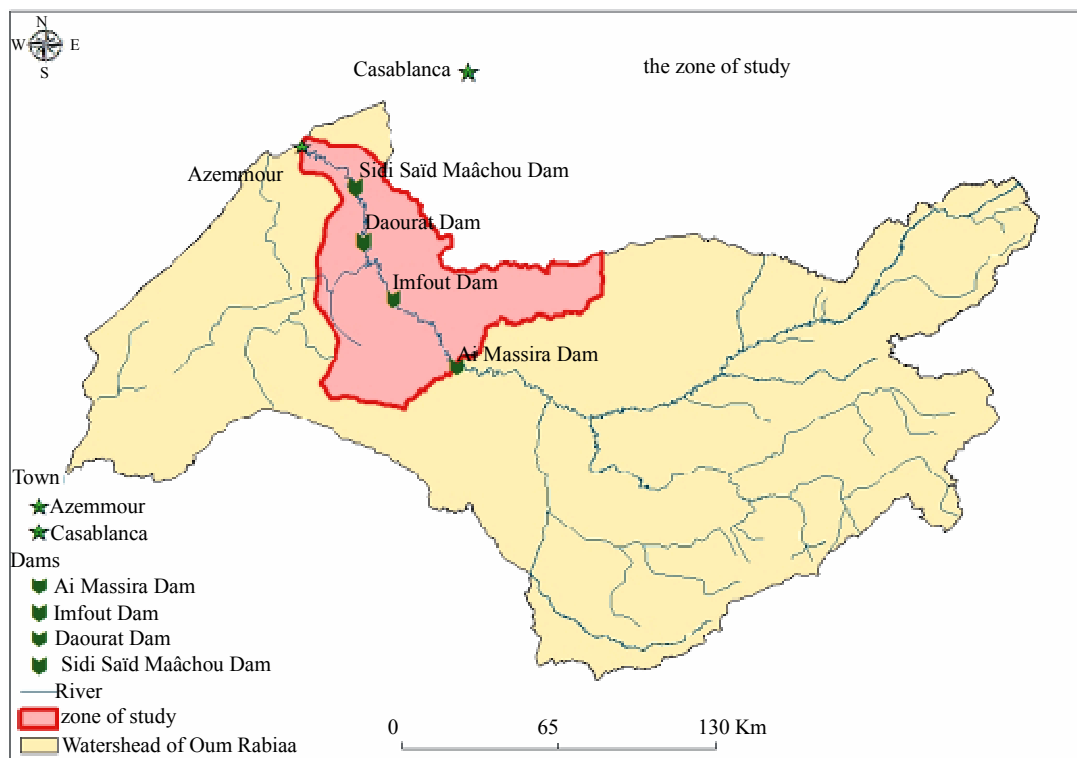 N
W E
S
Casablanca
the zone of study
Azemmour
Sidi Saïd Maâchou Dam
Daourat Dam
Imfout Dam
Ai Massira Dam
Town
Azemmour
Casablanca
Dams
Ai Massira Dam
Imfout Dam
Daourat Dam
Sidi Saïd Maâchou Dam
River
zone of study
Watershead of Oum Rabiaa
0 65 130 Km